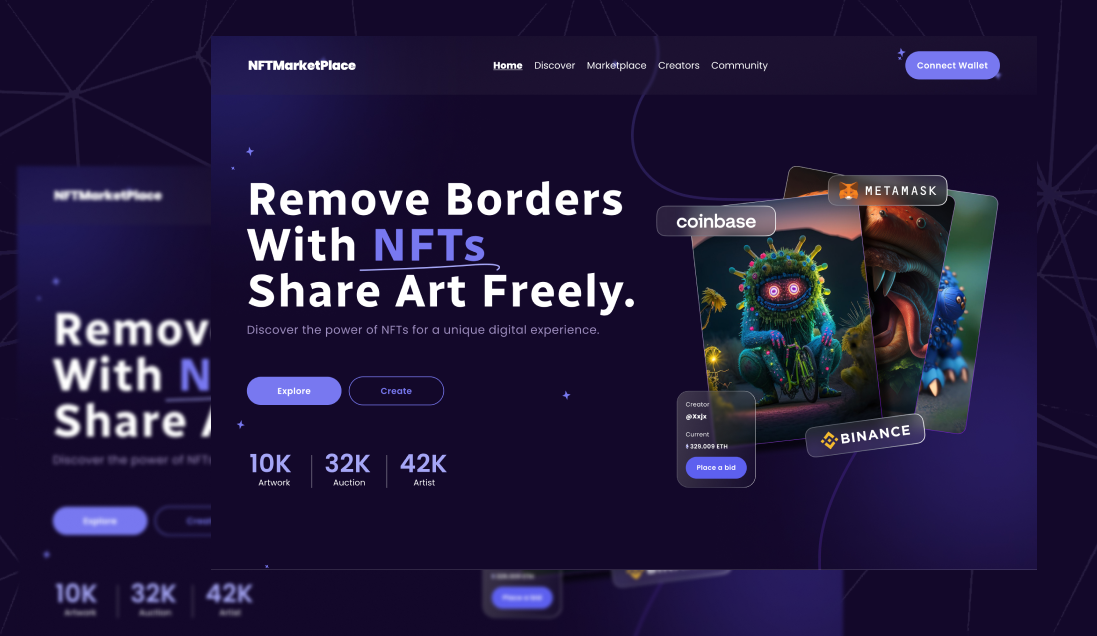 NFTMarketPlace
Home Discover Marketplace Creators Community
Connect Wallet
Remove Borders
With NFTs
Share Art Freely.
Discover the power of NFTs for a unique digital experience.
Explore
Create
10K
Artwork
32K
Auction
42K
Artist
METAMASK
coinbase
Creator
@Xxjx
Current
329.009 ETH
Place a bid
BINANCE
NFTMarketPlace
Remov
With N
Share A
Discover the power of NFT
Explore
Creat
10K
Artwork
32K
Auction
42K
Artist
Place a bid